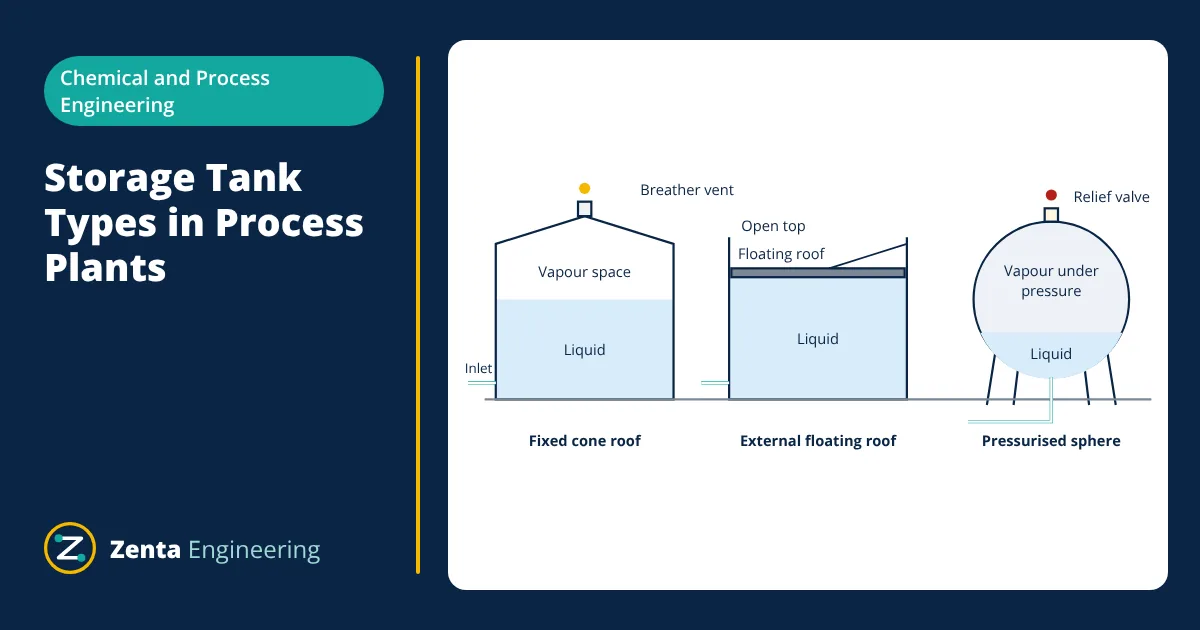 Chemical and Process
Engineering
Storage Tank
Types in Process
Plants
Zenta Engineering
Breather vent
Vapour space
Liquid
Inlet
Fixed cone roof
Open top
Floating roof
Liquid
External floating roof
Relief valve
Vapour under
pressure
Liquid
Pressurised sphere